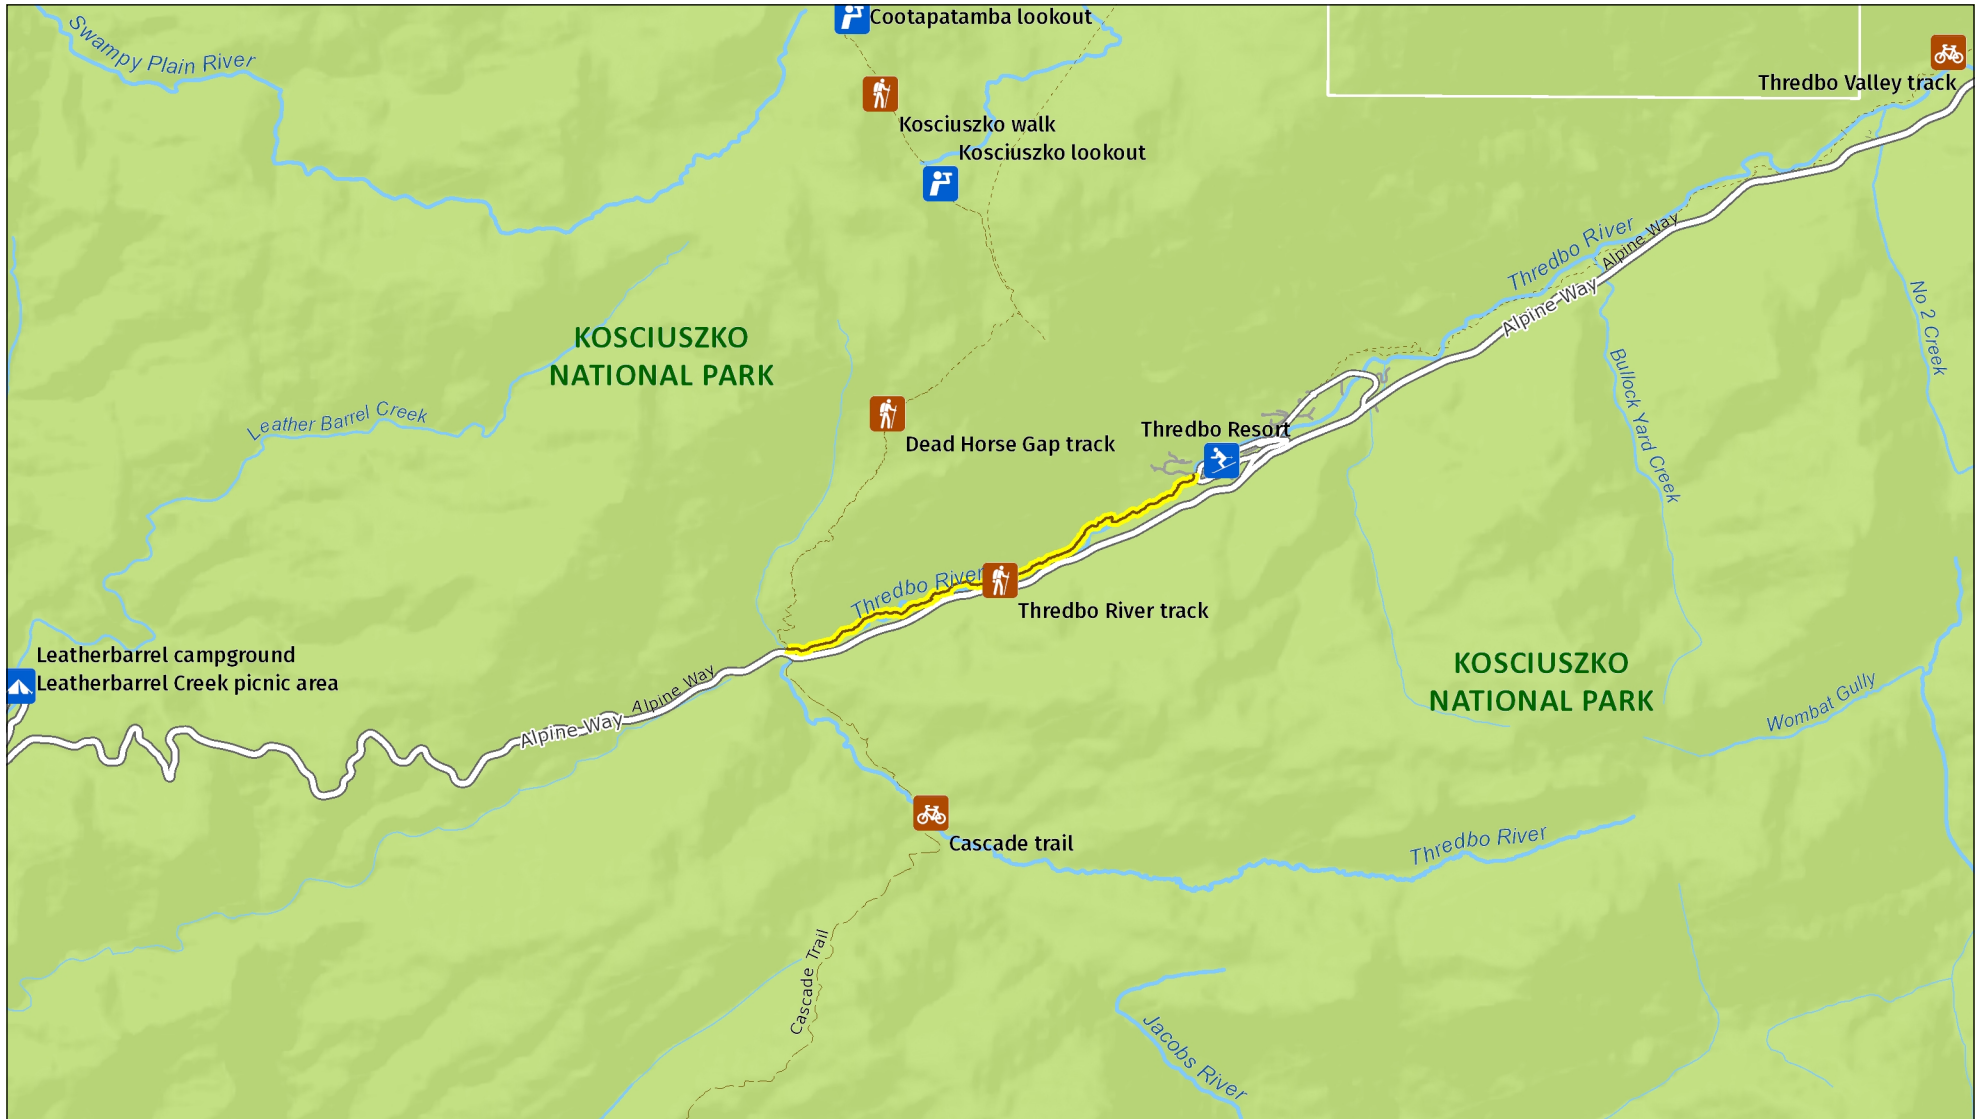 Cootapatamba lookout
Swampy Plain River
Thredbo Valley track
Kosciuszko walk
Kosciuszko lookout
Thredbo River
Alpine Way
Alpine Way
No 2 Creek
KOSCIUSZKO
NATIONAL PARK
Bullock Yard Creek
Leather Barrel Creek
Thredbo Resort
Dead Horse Gap track
Thredbo River
Thredbo River track
Leatherbarrel campground
Leatherbarrel Creek picnic area
KOSCIUSZKO
NATIONAL PARK
Alpine Way
Alpine Way
Wombat Gully
Cascade trail
Thredbo River
Cascade Trail
Jacobs River